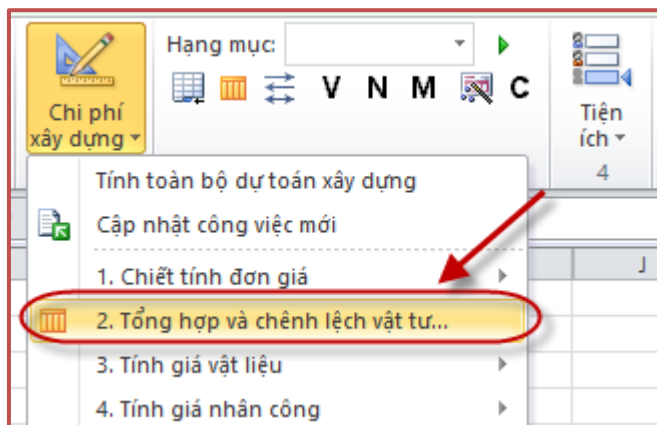 Hạng mục:
V N M C
Chi phí
xây dựng
Tiện
ích
4
Tính toàn bộ dự toán xây dựng
Cập nhật công việc mới
1. Chiết tính đơn giá
J
2. Tổng hợp và chênh lệch vật tư...
3. Tính giá vật liệu
4. Tính giá nhân công